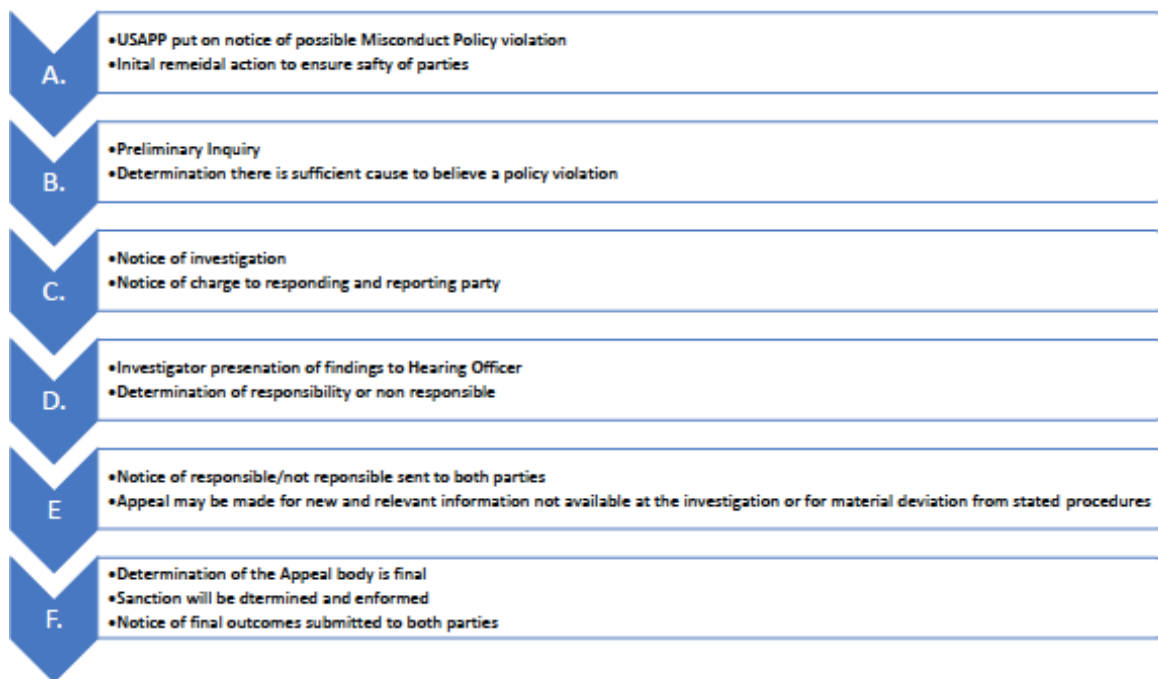 A.
•USAPP put on notice of possible Misconduct Policy violation
•Inital remeidal action to ensure safty of parties
B.
•Preliminary Inquiry
•Determination there is sufficient cause to believe a policy violation
C.
•Notice of investigation
•Notice of charge to responding and reporting party
D.
•Investigator presenation of findings to Hearing Officer
•Determination of responsibility or non responsible
E
•Notice of responsible/not reponsible sent to both parties
•Appeal may be made for new and relevant information not available at the investigation or for material deviation from stated procedures
F.
•Determination of the Appeal body is final
•Sanction will be dtermined and enformed
•Notice of final outcomes submitted to both parties